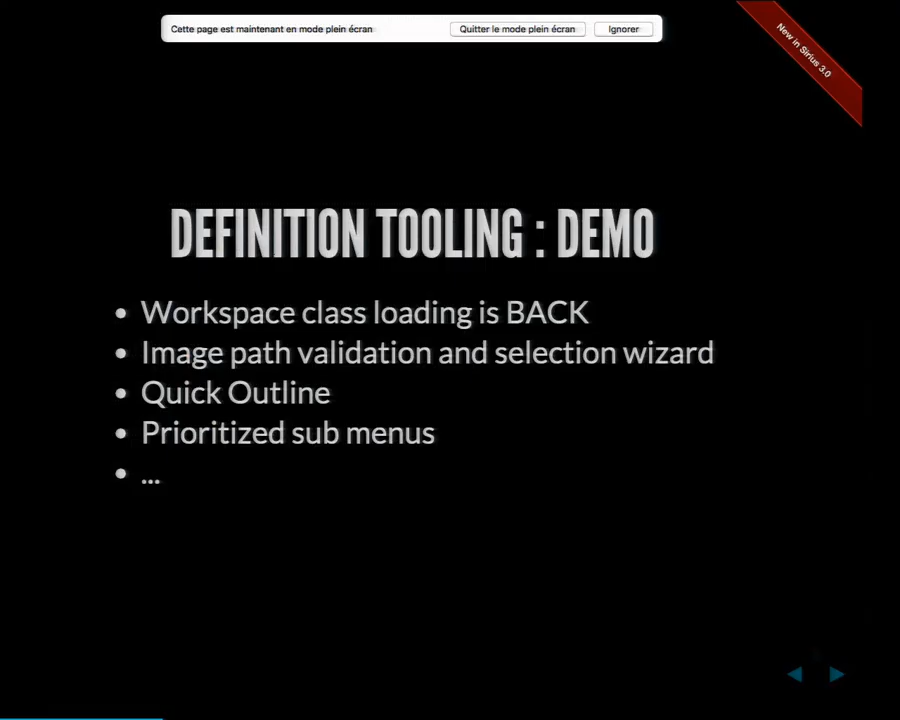 Cette page est maintenant en mode plein écran
Quitter le mode plein écran
Ignorer
New in Sirius 3.0
DEFINITION TOOLING : DEMO
• Workspace class loading is BACK
• Image path validation and selection wizard
• Quick Outline
• Prioritized sub menus
• ...